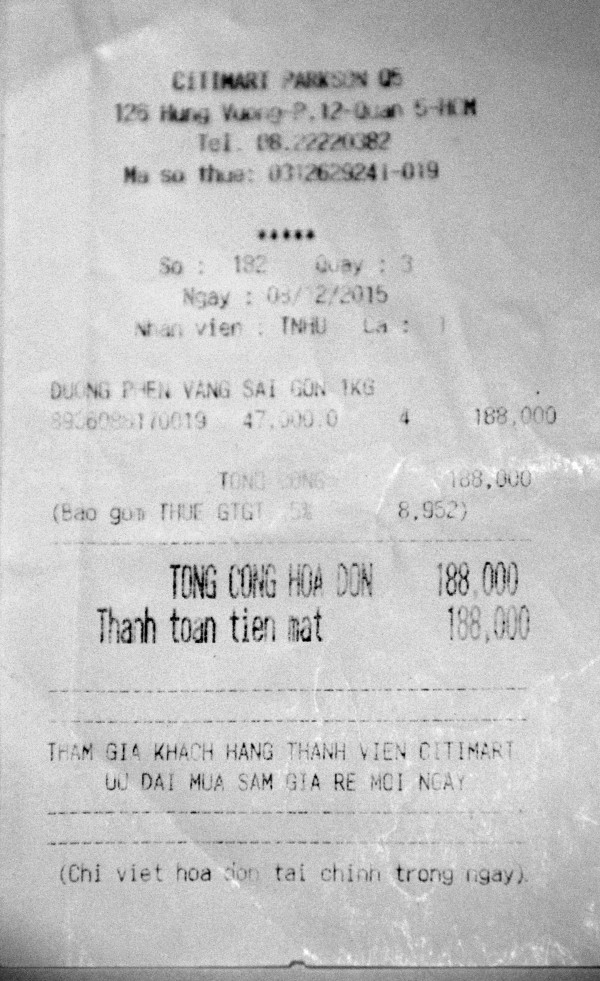 CITIMART PARKSON Q5
126 Hung Vuong-P.12-Quan 5-HCM
Tel. 08.22220382
Ma so thue: 0312629241-019
*****
So : 182 Quay : 3
Ngay : 03/12/2015
Nhan vien : TNHU Ca : 1
DUONG PHEN VANG SAI GON 1KG
8936083170019 47,000.0 4 188,000
TONG CONG 188,000
(Bao gom THUE GTGT 5% 8,952)
TONG CONG HOA DON 188,000
Thanh toan tien mat 188,000
THAM GIA KHACH HANG THANH VIEN CITIMART
UU DAI MUA SAM GIA RE MOI NGAY
(Chi viet hoa don tai chinh trong ngay).